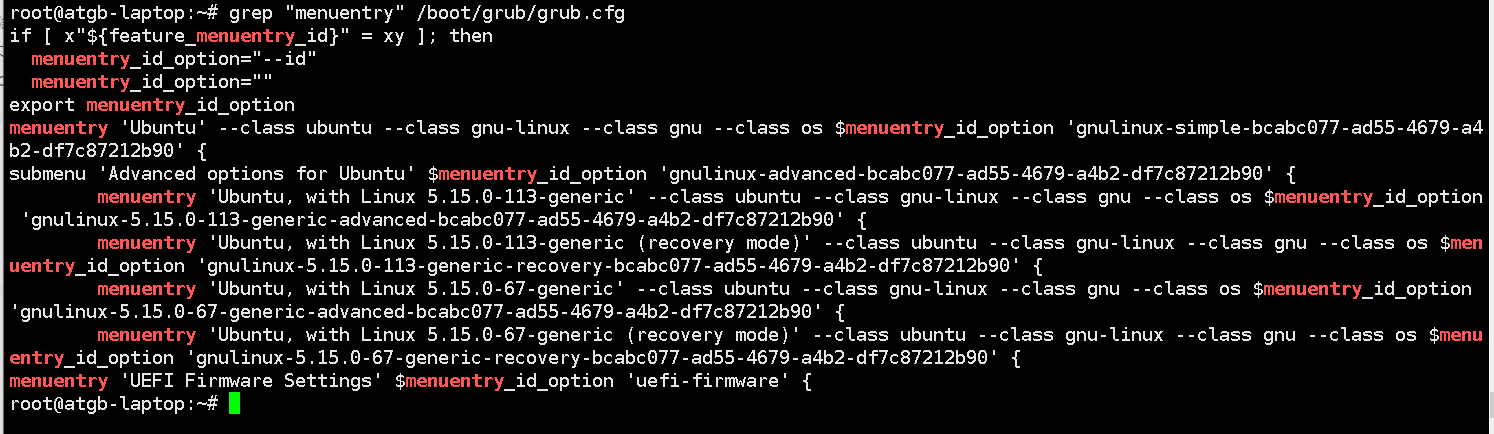 root@atgb-laptop:~# grep "menuentry" /boot/grub/grub.cfg
if [ x"${feature_menuentry_id}" = xy ]; then
  menuentry_id_option="--id"
  menuentry_id_option=""
export menuentry_id_option
menuentry 'Ubuntu' --class ubuntu --class gnu-linux --class gnu --class os $menuentry_id_option 'gnulinux-simple-bcabc077-ad55-4679-a4
b2-df7c87212b90' {
submenu 'Advanced options for Ubuntu' $menuentry_id_option 'gnulinux-advanced-bcabc077-ad55-4679-a4b2-df7c87212b90' {
        menuentry 'Ubuntu, with Linux 5.15.0-113-generic' --class ubuntu --class gnu-linux --class gnu --class os $menuentry_id_option
 'gnulinux-5.15.0-113-generic-advanced-bcabc077-ad55-4679-a4b2-df7c87212b90' {
        menuentry 'Ubuntu, with Linux 5.15.0-113-generic (recovery mode)' --class ubuntu --class gnu-linux --class gnu --class os $men
uentry_id_option 'gnulinux-5.15.0-113-generic-recovery-bcabc077-ad55-4679-a4b2-df7c87212b90' {
        menuentry 'Ubuntu, with Linux 5.15.0-67-generic' --class ubuntu --class gnu-linux --class gnu --class os $menuentry_id_option
'gnulinux-5.15.0-67-generic-advanced-bcabc077-ad55-4679-a4b2-df7c87212b90' {
        menuentry 'Ubuntu, with Linux 5.15.0-67-generic (recovery mode)' --class ubuntu --class gnu-linux --class gnu --class os $menu
entry_id_option 'gnulinux-5.15.0-67-generic-recovery-bcabc077-ad55-4679-a4b2-df7c87212b90' {
menuentry 'UEFI Firmware Settings' $menuentry_id_option 'uefi-firmware' {
root@atgb-laptop:~#